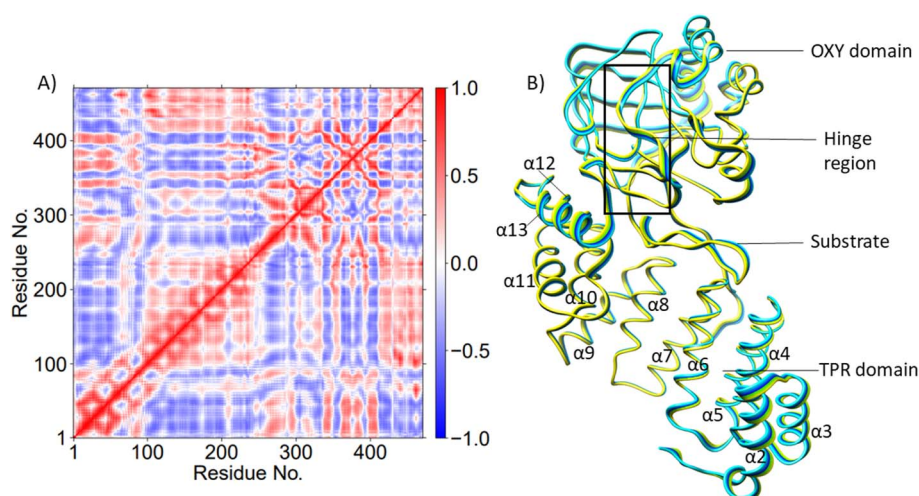 A)
1.0
0.5
0.0
−0.5
−1.0
400
300
200
100
1
Residue No.
1 100 200 300 400
Residue No.
B)
OXY domain
Hinge
region
α12
α13
Substrate
α11
α10
α8
α9
α7
α6
α4
TPR domain
α5
α3
α2